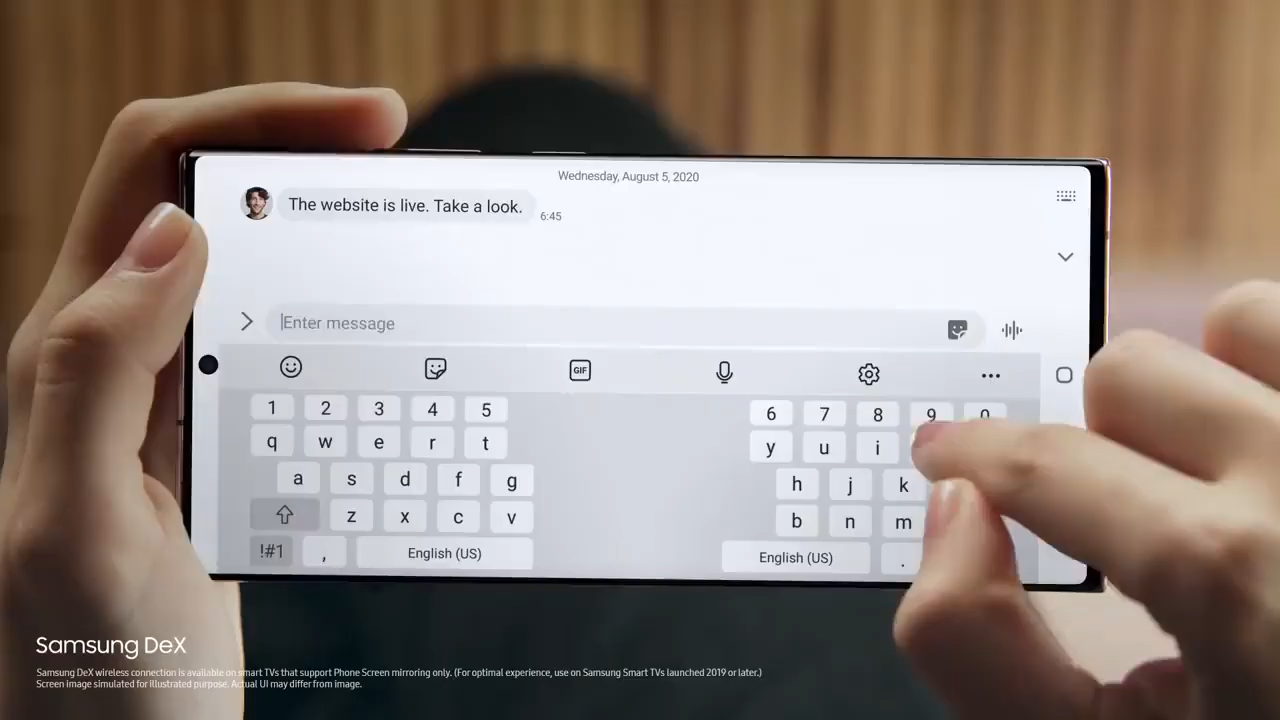 Wednesday, August 5, 2020
The website is live. Take a look.
6:45
Enter message
GIF
1 2 3 4 5 6 7 8 9 0
q w e r t y u i
a s d f g h j k
z x c v b n m
!#1 , English (US) English (US) .
Samsung DeX
Samsung DeX wireless connection is available on smart TVs that support Phone Screen mirroring only. (For optimal experience, use on Samsung Smart TVs launched 2019 or later.)
Screen image simulated for illustrated purpose. Actual UI may differ from image.